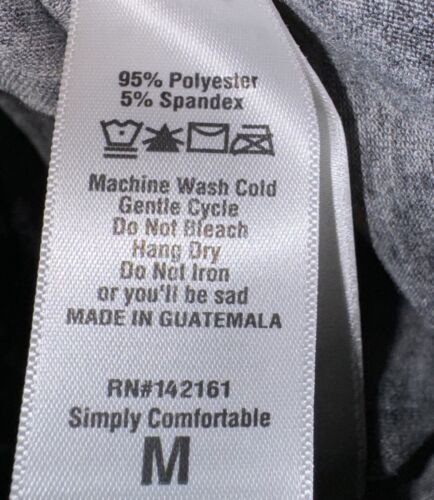 95% Polyester
5% Spandex
Machine Wash Cold
Gentle Cycle
Do Not Bleach
Hang Dry
Do Not Iron
or you'll be sad
MADE IN GUATEMALA
RN#142161
Simply Comfortable
M